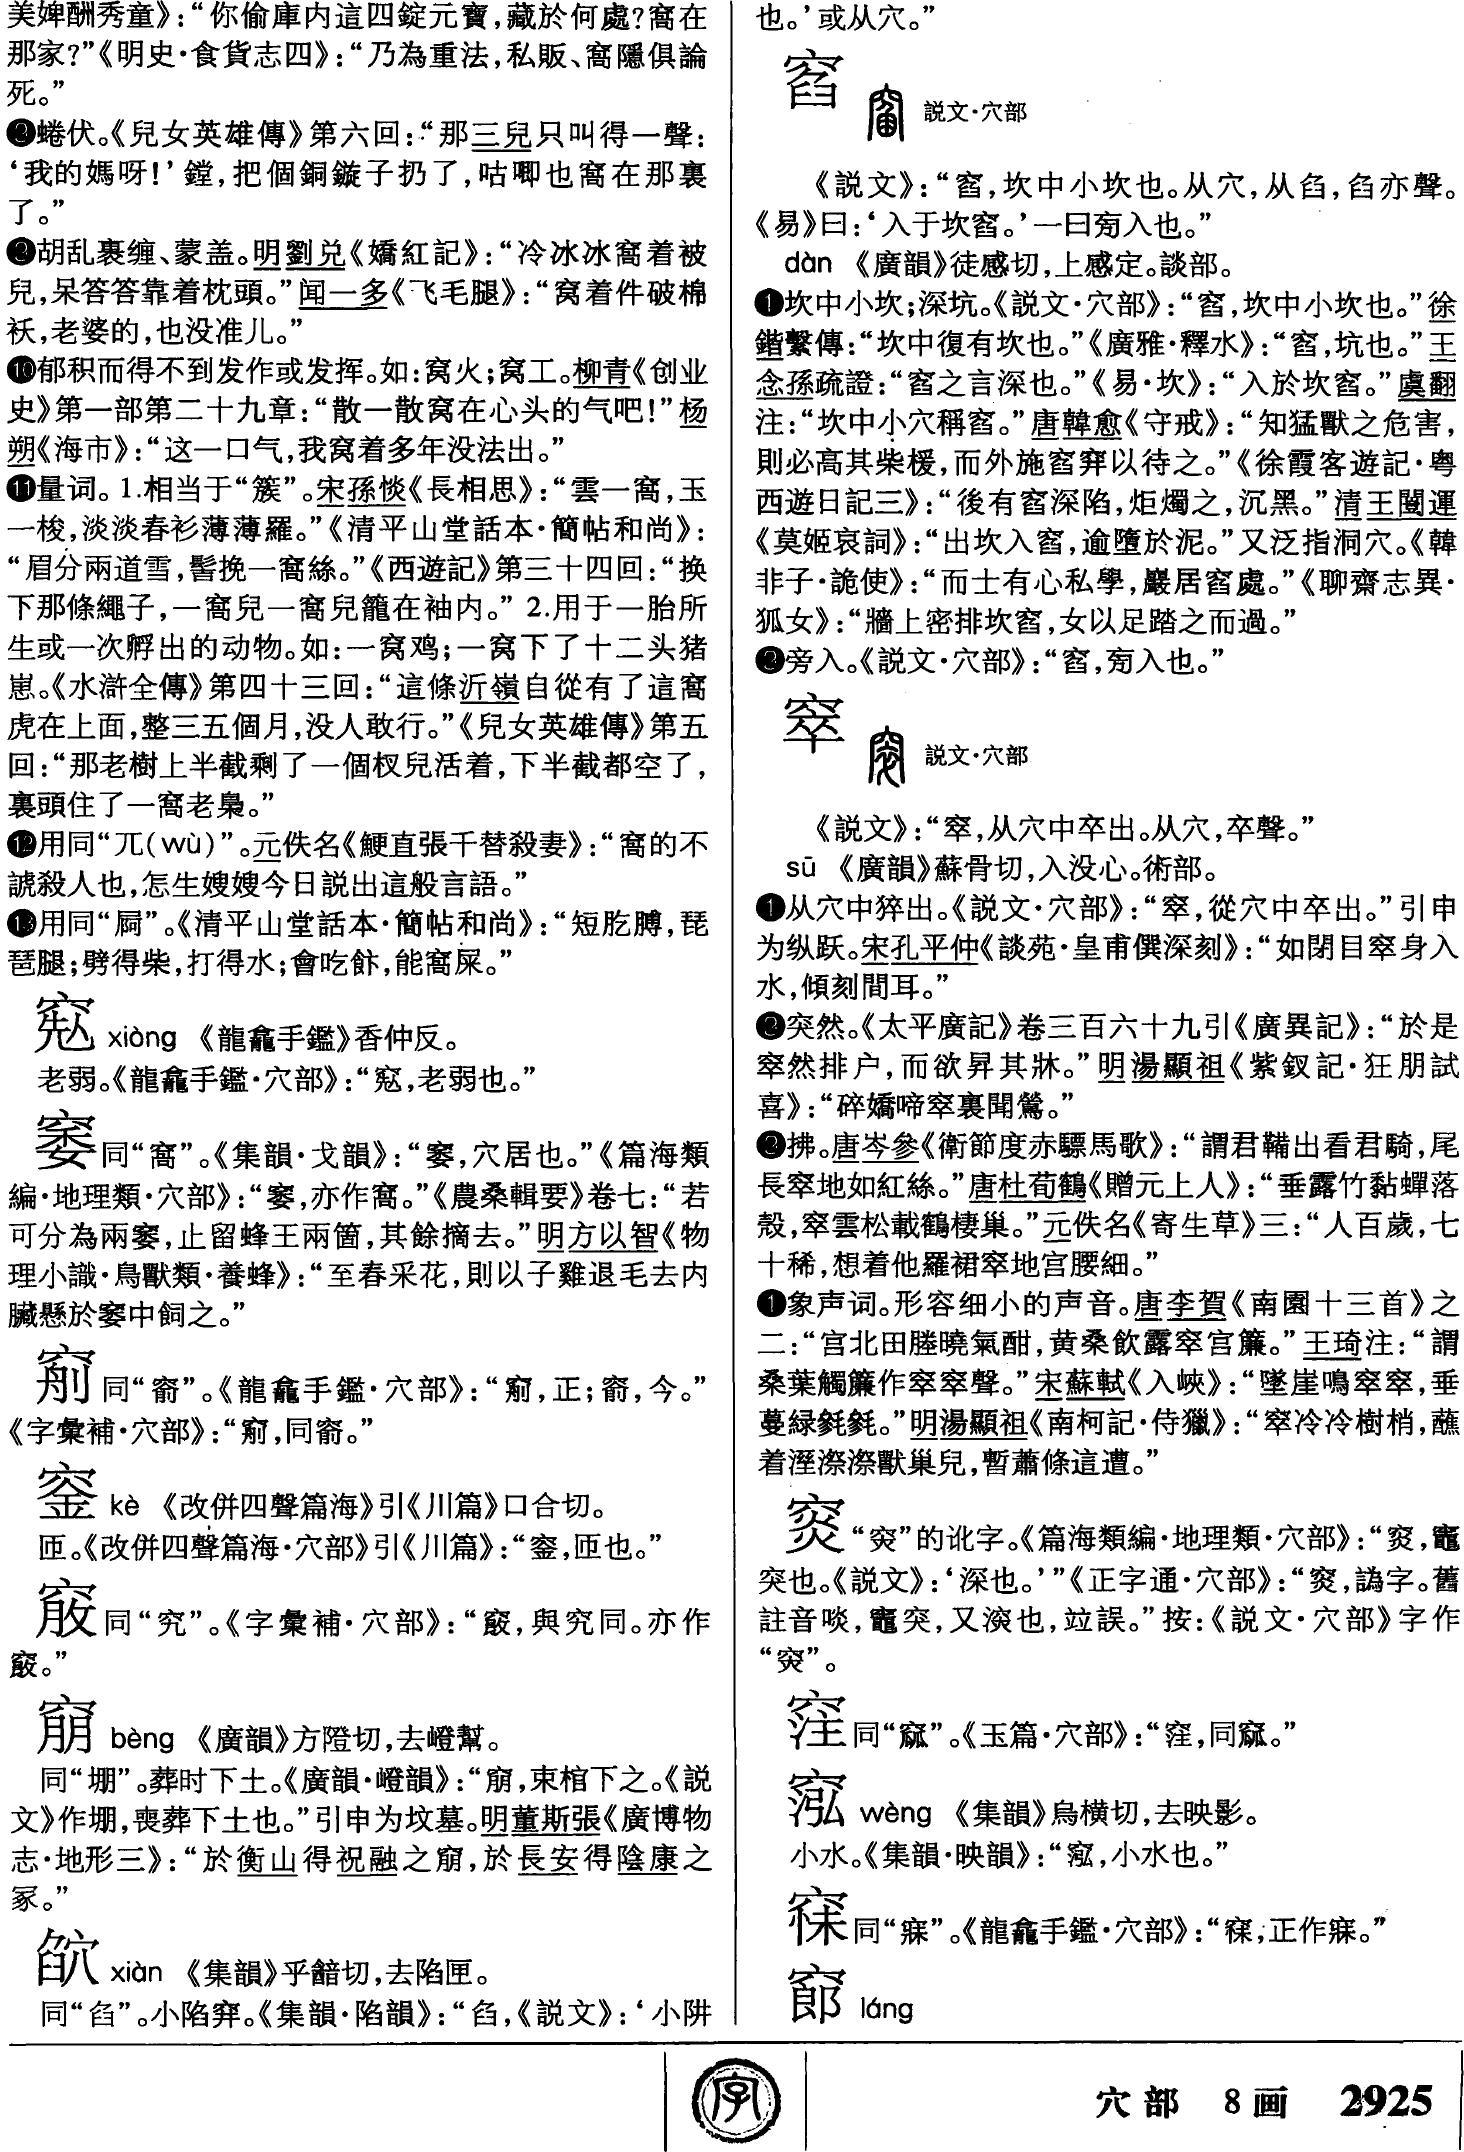 美婢酬秀童》：“你偷庫内這四錠元寶，藏於何處？窩在
那家？”《明史·食貨志四》：“乃為重法，私販、窩隱俱論
死。”
❽蜷伏。《兒女英雄傳》第六回：“那三兒只叫得一聲：
‘我的媽呀！’鏜，把個銅鏇子扔了，咕唧也窩在那裏
了。”
❾胡乱裹缠、蒙盖。明劉兑《嬌紅記》：“冷冰冰窩着被
兒，呆答答靠着枕頭。”闻一多《飞毛腿》：“窝着件破棉
袄，老婆的，也没准儿。”
❿郁积而得不到发作或发挥。如：窝火；窝工。柳青《创业
史》第一部第二十九章：“散一散窝在心头的气吧！”杨
朔《海市》：“这一口气，我窝着多年没法出。”
⓫量词。1.相当于“簇”。宋孫惔《長相思》：“雲一窩，玉
一梭，淡淡春衫薄薄羅。”《清平山堂話本·簡帖和尚》：
“眉分兩道雪，髻挽一窩絲。”《西遊記》第三十四回：“换
下那條繩子，一窩兒一窩兒籠在袖内。”2.用于一胎所
生或一次孵出的动物。如：一窝鸡；一窝下了十二头猪
崽。《水滸全傳》第四十三回：“這條沂嶺自從有了這窩
虎在上面，整三五個月，没人敢行。”《兒女英雄傳》第五
回：“那老樹上半截剩了一個杈兒活着，下半截都空了，
裏頭住了一窩老梟。”
⓬用同“兀（wù）”。元佚名《鯁直張千替殺妻》：“窩的不
諕殺人也，怎生嫂嫂今日説出這般言語。”
⓭用同“屙”。《清平山堂話本·簡帖和尚》：“短肐膊，琵
琶腿；劈得柴，打得水；會吃飰，能窩屎。”
xiòng 《龍龕手鑑》香仲反。
老弱。《龍龕手鑑·穴部》：“，老弱也。”
同“窩”。《集韻·戈韻》：“，穴居也。”《篇海類
編·地理類·穴部》：“，亦作窩。”《農桑輯要》卷七：“若
可分為兩，止留蜂王兩箇，其餘摘去。”明方以智《物
理小識·鳥獸類·養蜂》：“至春采花，則以子雞退毛去内
臟懸於中飼之。”
同“窬”。《龍龕手鑑·穴部》：“，正；窬，今。”
《字彙補·穴部》：“，同窬。”
kè 《改併四聲篇海》引《川篇》口合切。
匝。《改併四聲篇海·穴部》引《川篇》：“，匝也。”
同“究”。《字彙補·穴部》：“，與究同。亦作
。”
堋 bèng 《廣韻》方隥切，去嶝幫。
同“堋”。葬时下土。《廣韻·嶝韻》：“，束棺下之。《説
文》作堋，喪葬下土也。”引申为坟墓。明董斯張《廣博物
志·地形三》：“於衡山得祝融之，於長安得陰康之
冢。”
xiàn 《集韻》乎韽切，去陷匣。
同“臽”。小陷穽。《集韻·陷韻》：“臽，《説文》：‘小阱
也。’或从穴。”
窞 説文·穴部
《説文》：“窞，坎中小坎也。从穴，从臽，臽亦聲。
《易》曰：‘入于坎窞。’一曰㫄入也。”
dàn 《廣韻》徒感切，上感定。談部。
❶坎中小坎；深坑。《説文·穴部》：“窞，坎中小坎也。”徐
鍇繫傳：“坎中復有坎也。”《廣雅·釋水》：“窞，坑也。”王
念孫疏證：“窞之言深也。”《易·坎》：“入於坎窞。”虞翻
注：“坎中小穴稱窞。”唐韓愈《守戒》：“知猛獸之危害，
則必高其柴楥，而外施窞穽以待之。”《徐霞客遊記·粤
西遊日記三》：“後有窞深陷，炬燭之，沉黑。”清王闓運
《莫姬哀詞》：“出坎入窞，逾墮於泥。”又泛指洞穴。《韓
非子·詭使》：“而士有心私學，巖居窞處。”《聊齋志異·
狐女》：“牆上密排坎窞，女以足踏之而過。”
❷旁入。《説文·穴部》：“窞，㫄入也。”
窣 説文·穴部
《説文》：“窣，从穴中卒出。从穴，卒聲。”
sū 《廣韻》蘇骨切，入没心。術部。
❶从穴中猝出。《説文·穴部》：“窣，從穴中卒出。”引申
为纵跃。宋孔平仲《談苑·皇甫僎深刻》：“如閉目窣身入
水，傾刻間耳。”
❷突然。《太平廣記》卷三百六十九引《廣異記》：“於是
窣然排户，而欲昇其牀。”明湯顯祖《紫釵記·狂朋試
喜》：“碎嬌啼窣裏聞鶯。”
❸拂。唐岑參《衛節度赤驃馬歌》：“謂君鞴出看君騎，尾
長窣地如紅絲。”唐杜荀鶴《贈元上人》：“垂露竹黏蟬落
殻，窣雲松載鶴棲巢。”元佚名《寄生草》三：“人百歲，七
十稀，想着他羅裙窣地宫腰細。”
❶象声词。形容细小的声音。唐李賀《南園十三首》之
二：“宫北田塍曉氣酣，黄桑飲露窣宫簾。”王琦注：“謂
桑葉觸簾作窣窣聲。”宋蘇軾《入峽》：“墜崖鳴窣窣，垂
蔓緑毿毿。”明湯顯祖《南柯記·侍獵》：“窣冷冷樹梢，蘸
着溼漈漈獸巢兒，暫蕭條這遭。”
“穾”的讹字。《篇海類編·地理類·穴部》：“，竈
突也。《説文》：‘深也。’”《正字通·穴部》：“，譌字。舊
註音啖，竈突，又湥也，竝誤。”按：《説文·穴部》字作
“”。
同“窳”。《玉篇·穴部》：“，同窳。”
wèng 《集韻》烏横切，去映影。
小水。《集韻·映韻》：“，小水也。”
同“寐”。《龍龕手鑑·穴部》：“，正作寐。”
láng
穴部 8画 2925